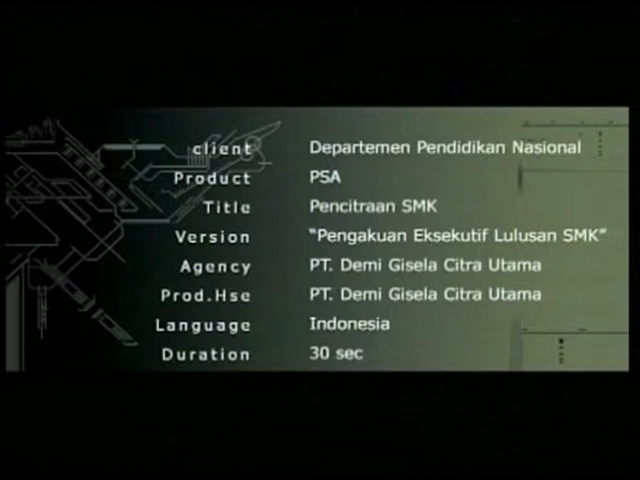 client Departemen Pendidikan Nasional
Product PSA
Title Pencitraan SMK
Version "Pengakuan Eksekutif Lulusan SMK"
Agency PT. Demi Gisela Citra Utama
Prod.Hse PT. Demi Gisela Citra Utama
Language Indonesia
Duration 30 sec